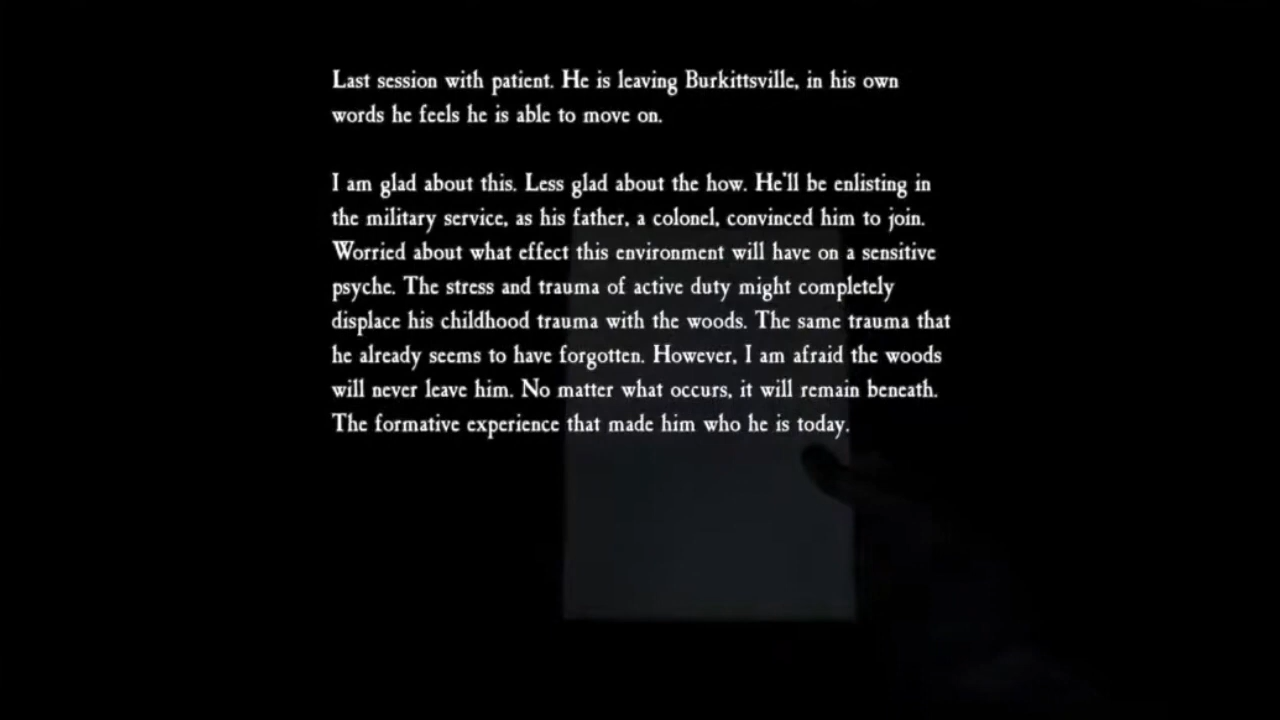 Last session with patient. He is leaving Burkittsville, in his own
words he feels he is able to move on.
I am glad about this. Less glad about the how. He'll be enlisting in
the military service, as his father, a colonel, convinced him to join.
Worried about what effect this environment will have on a sensitive
psyche. The stress and trauma of active duty might completely
displace his childhood trauma with the woods. The same trauma that
he already seems to have forgotten. However, I am afraid the woods
will never leave him. No matter what occurs, it will remain beneath.
The formative experience that made him who he is today.